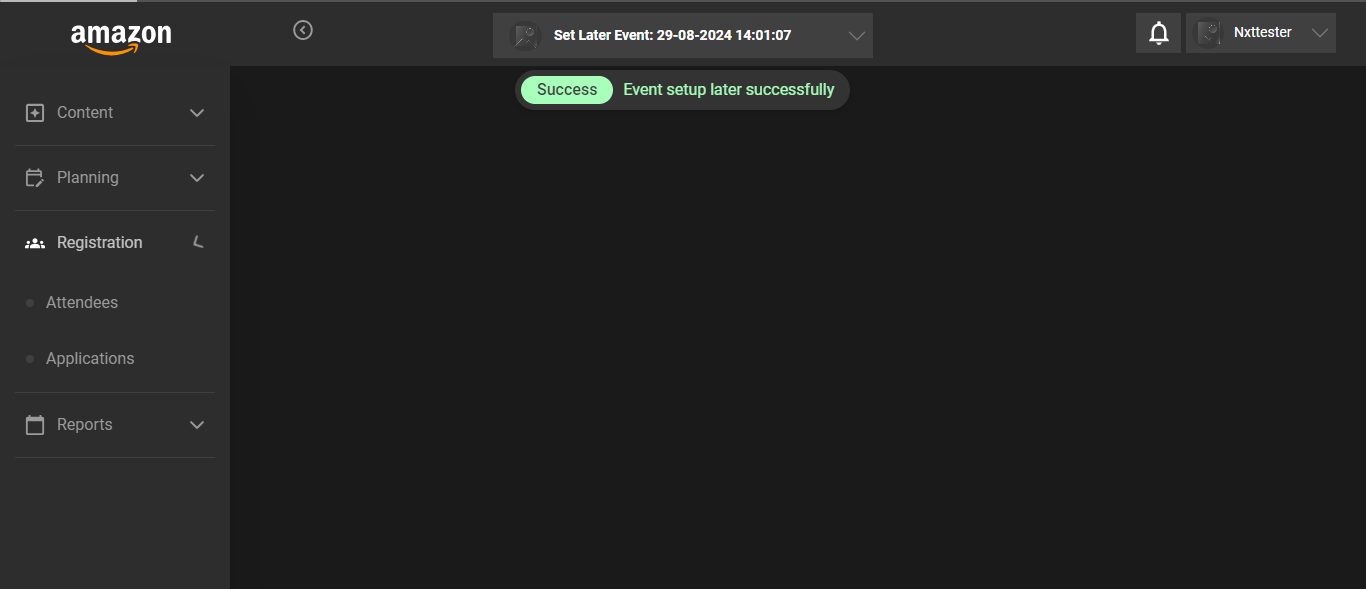 amazon
Set Later Event: 29-08-2024 14:01:07
Nxttester
Success
Event setup later successfully
Content
Planning
Registration
Attendees
Applications
Reports